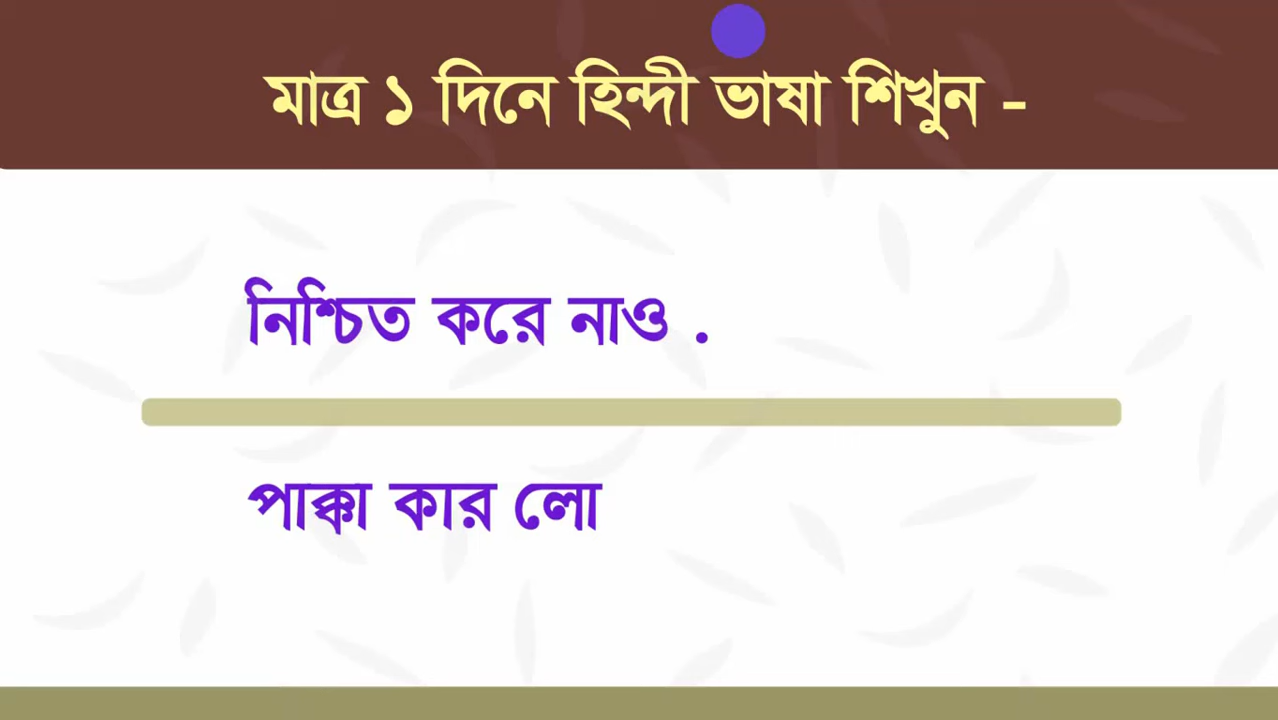 মাত্র ১ দিনে হিন্দী ভাষা শিখুন -
নিশ্চিত করে নাও .
পাক্কা কার লো